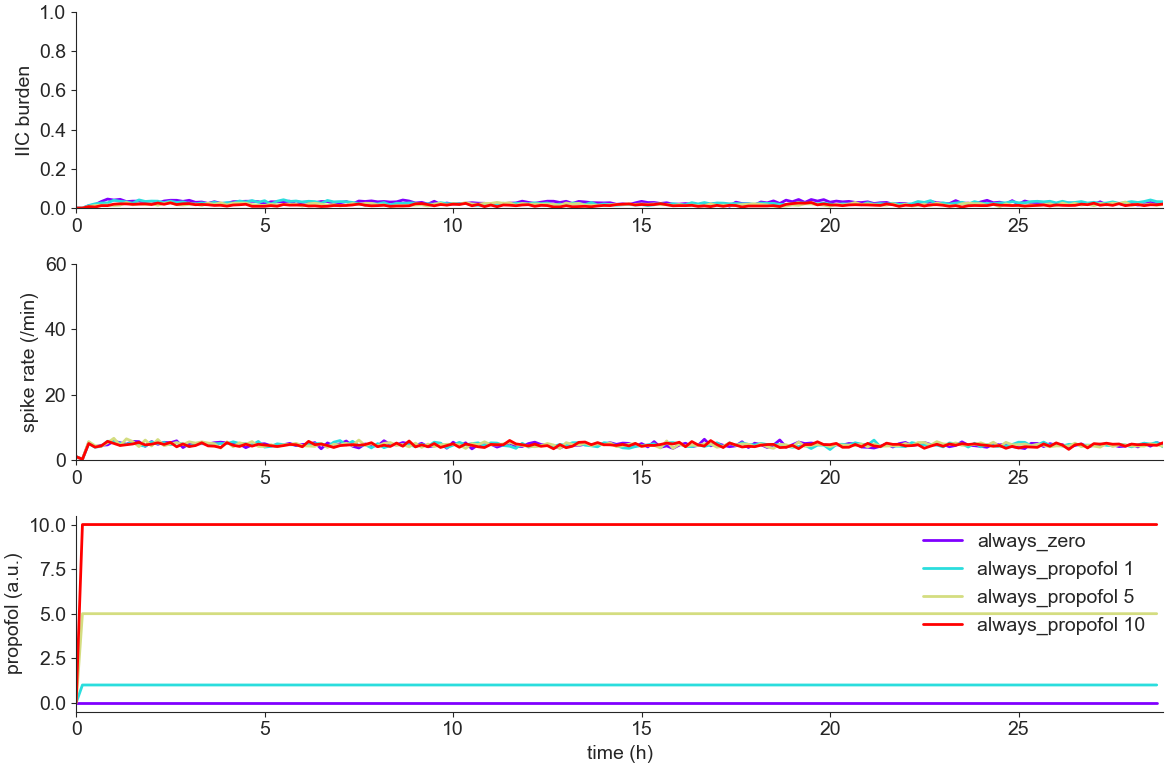 1.0
0.8
0.6
0.4
0.2
0.0
IIC burden
0 5 10 15 20 25
60
40
20
0
spike rate (/min)
0 5 10 15 20 25
10.0
7.5
5.0
2.5
0.0
propofol (a.u.)
always_zero
always_propofol 1
always_propofol 5
always_propofol 10
0 5 10 15 20 25
time (h)